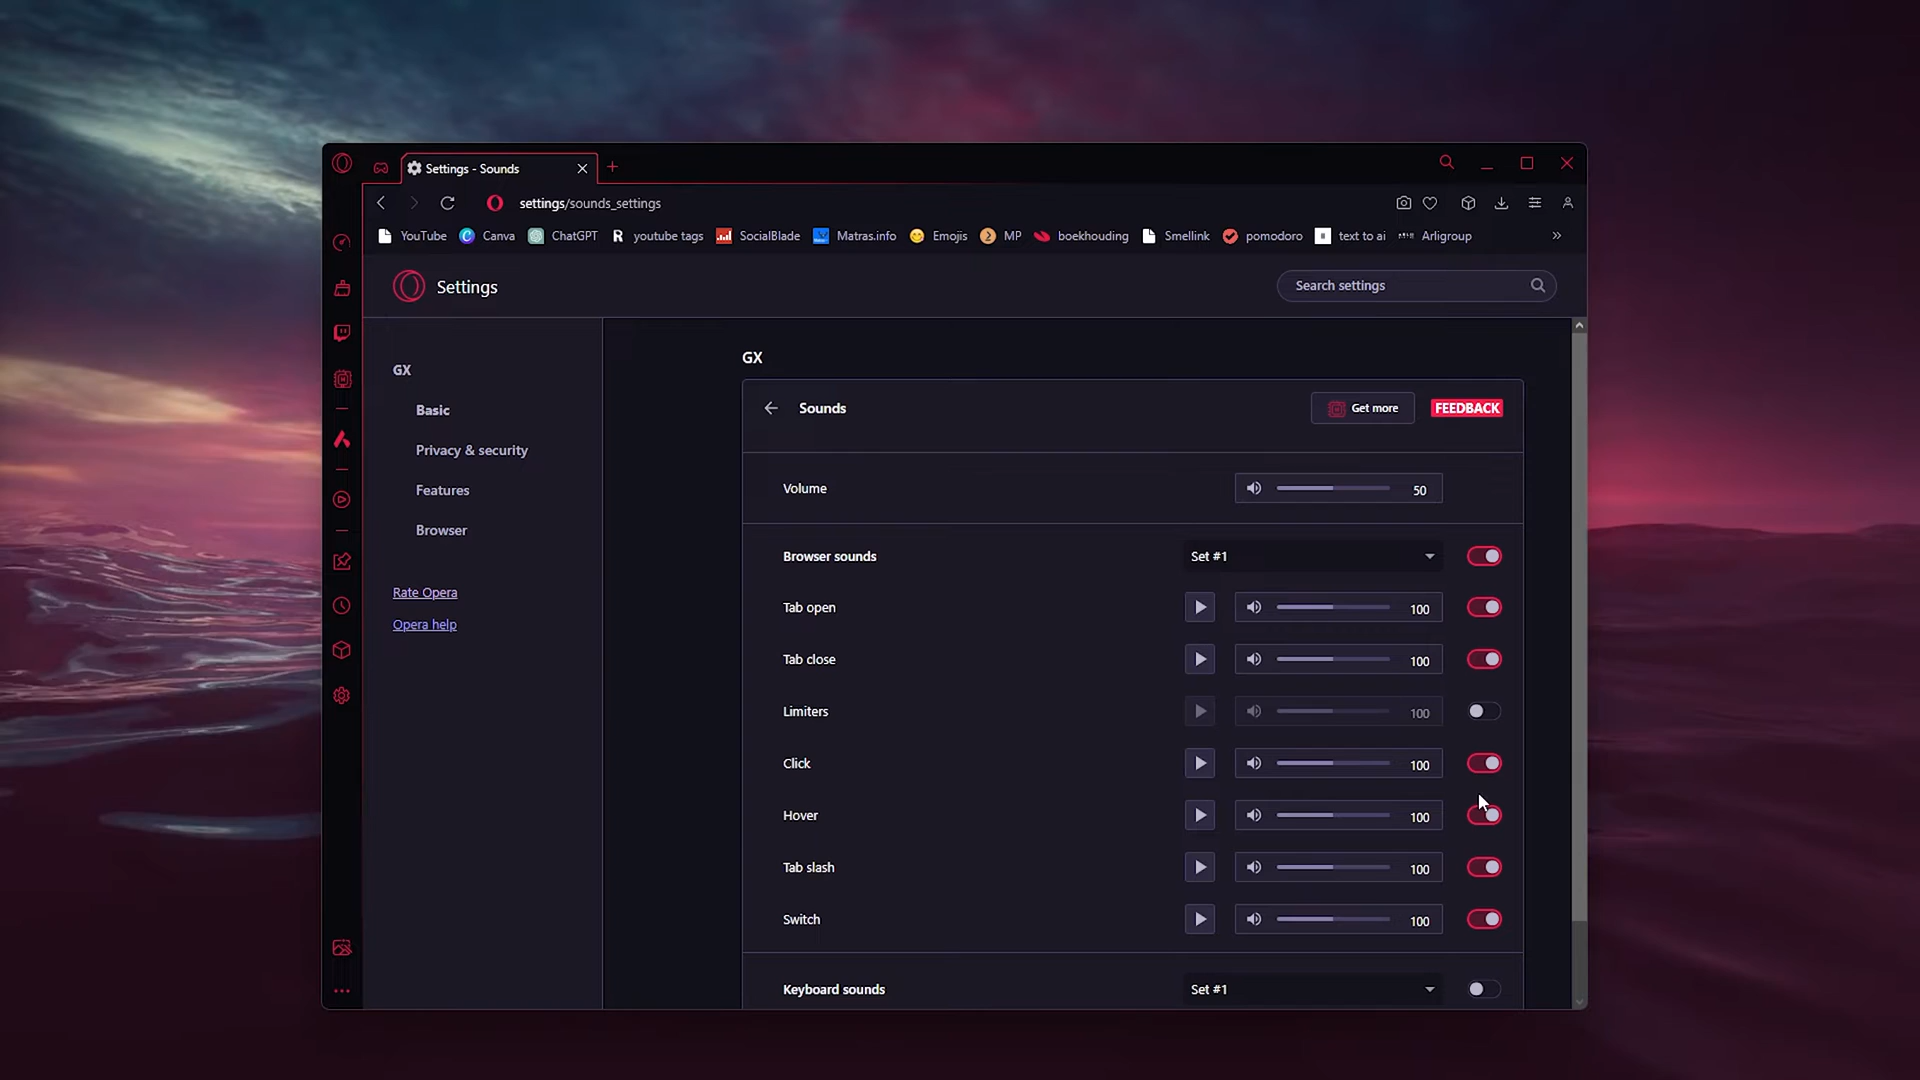 Settings - Sounds
settings/sounds_settings
YouTube Canva ChatGPT R youtube tags SocialBlade Matras.info Emojis MP boekhouding Smellink pomodoro text to ai Arligroup
Settings
Search settings
GX
Basic
Privacy & security
Features
Browser
Rate Opera
Opera help
GX
Sounds Get more FEEDBACK
Volume 50
Browser sounds Set #1
Tab open 100
Tab close 100
Limiters 100
Click 100
Hover 100
Tab slash 100
Switch 100
Keyboard sounds Set #1